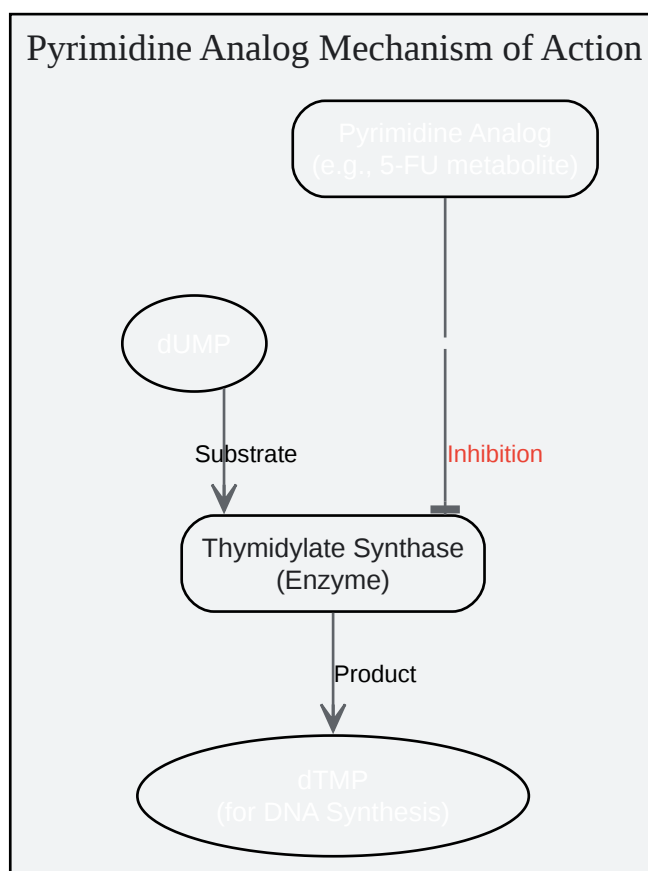 Pyrimidine Analog Mechanism of Action
Pyrimidine Analog
(e.g., 5-FU metabolite)
dUMP
Substrate
Inhibition
Thymidylate Synthase
(Enzyme)
Product
dTMP
(for DNA Synthesis)